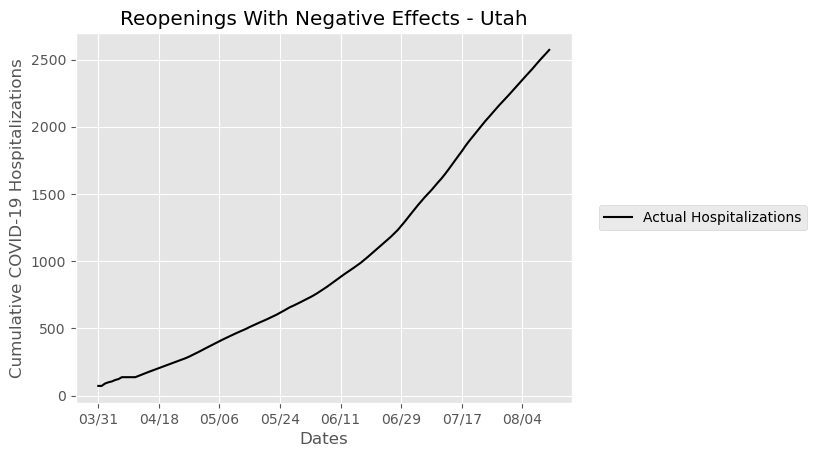 Reopenings With Negative Effects - Utah
Cumulative COVID-19 Hospitalizations
2500
2000
1500
1000
500
0
03/31 04/18 05/06 05/24 06/11 06/29 07/17 08/04
Dates
Actual Hospitalizations